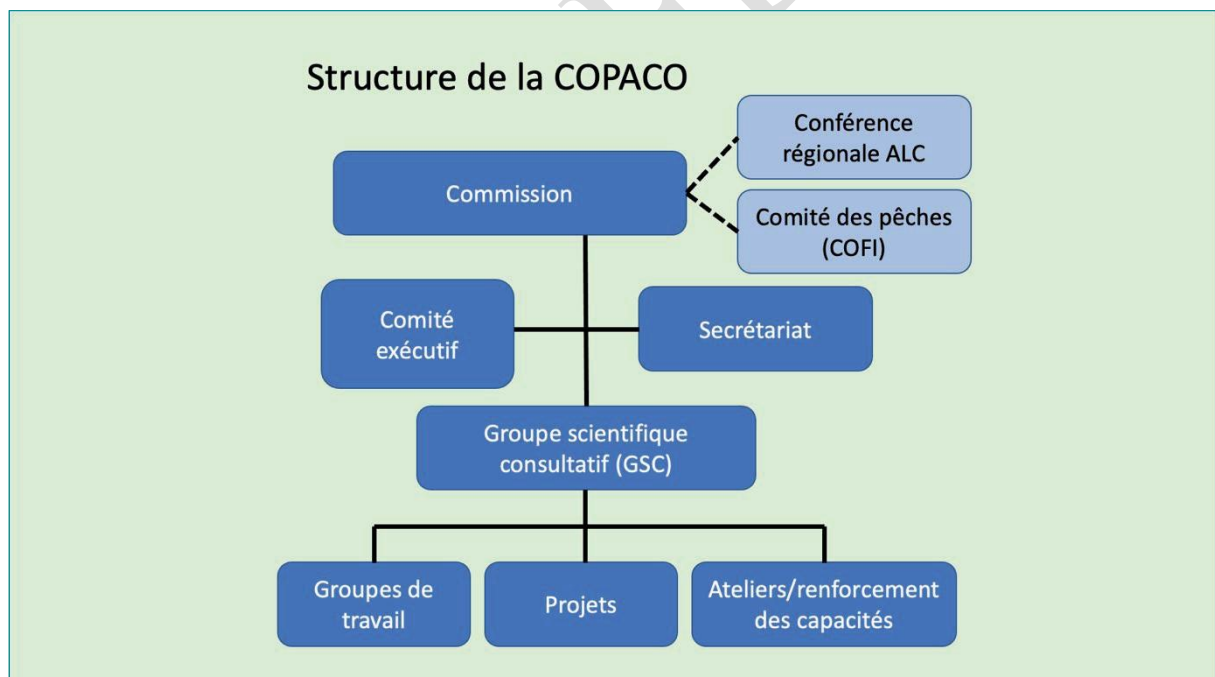 Structure de la COPACO
Conférence
régionale ALC
Commission
Comité des pêches
(COFI)
Comité
exécutif
Secrétariat
Groupe scientifique
consultatif (GSC)
Groupes de
travail
Projets
Ateliers/renforcement
des capacités